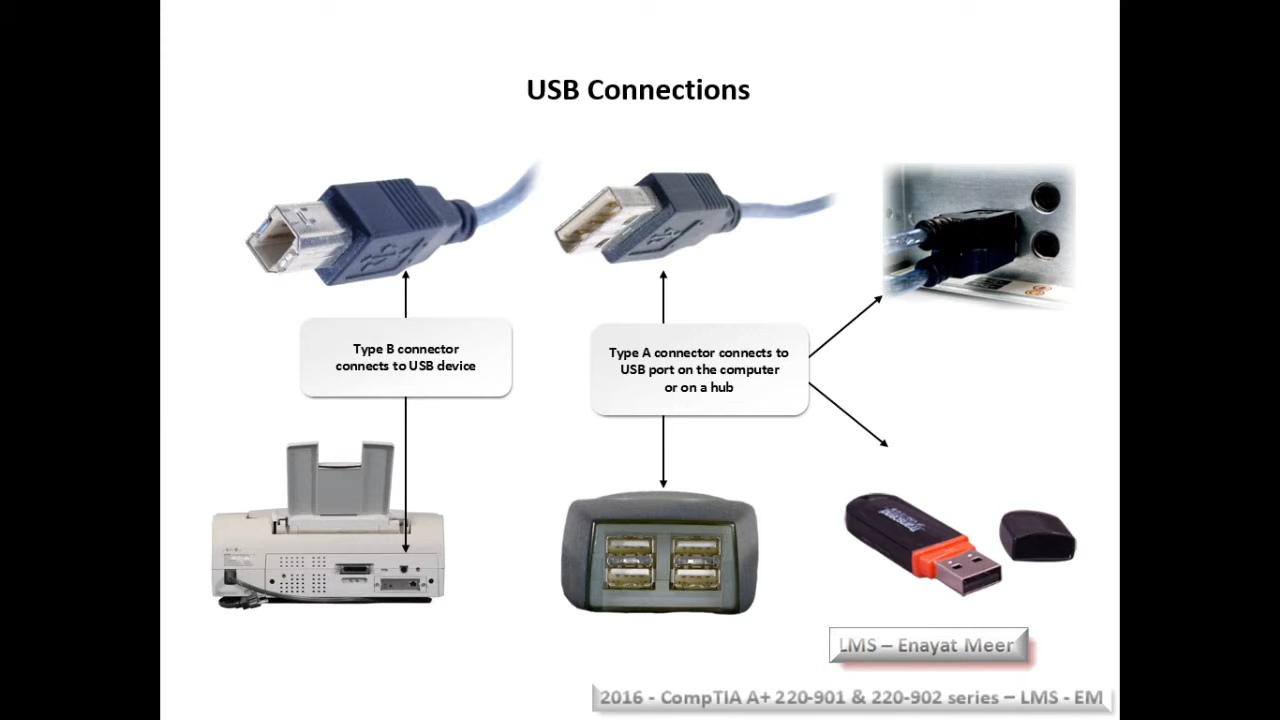 USB Connections
Type B connector
connects to USB device
Type A connector connects to
USB port on the computer
or on a hub
Transcend
LMS – Enayat Meer
2016 - CompTIA A+ 220-901 & 220-902 series – LMS - EM